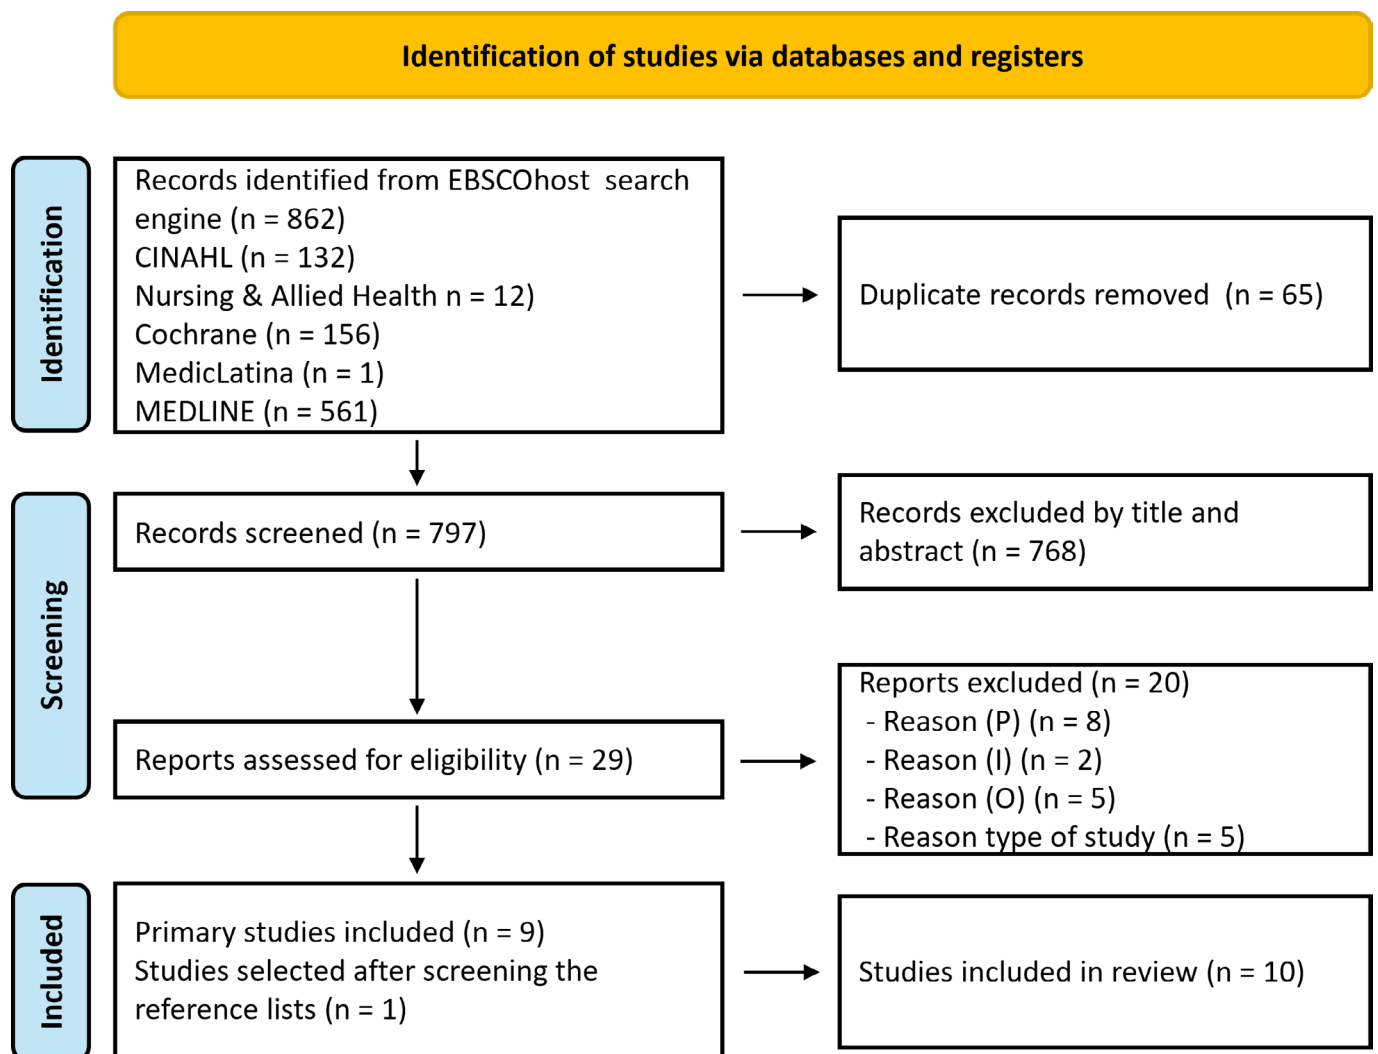 Identification of studies via databases and registers
Identification
Records identified from EBSCOhost search
engine (n = 862)
CINAHL (n = 132)
Nursing & Allied Health n = 12)
Cochrane (n = 156)
MedicLatina (n = 1)
MEDLINE (n = 561)
Duplicate records removed (n = 65)
Screening
Records screened (n = 797)
Records excluded by title and
abstract (n = 768)
Reports assessed for eligibility (n = 29)
Reports excluded (n = 20)
- Reason (P) (n = 8)
- Reason (I) (n = 2)
- Reason (O) (n = 5)
- Reason type of study (n = 5)
Included
Primary studies included (n = 9)
Studies selected after screening the
reference lists (n = 1)
Studies included in review (n = 10)